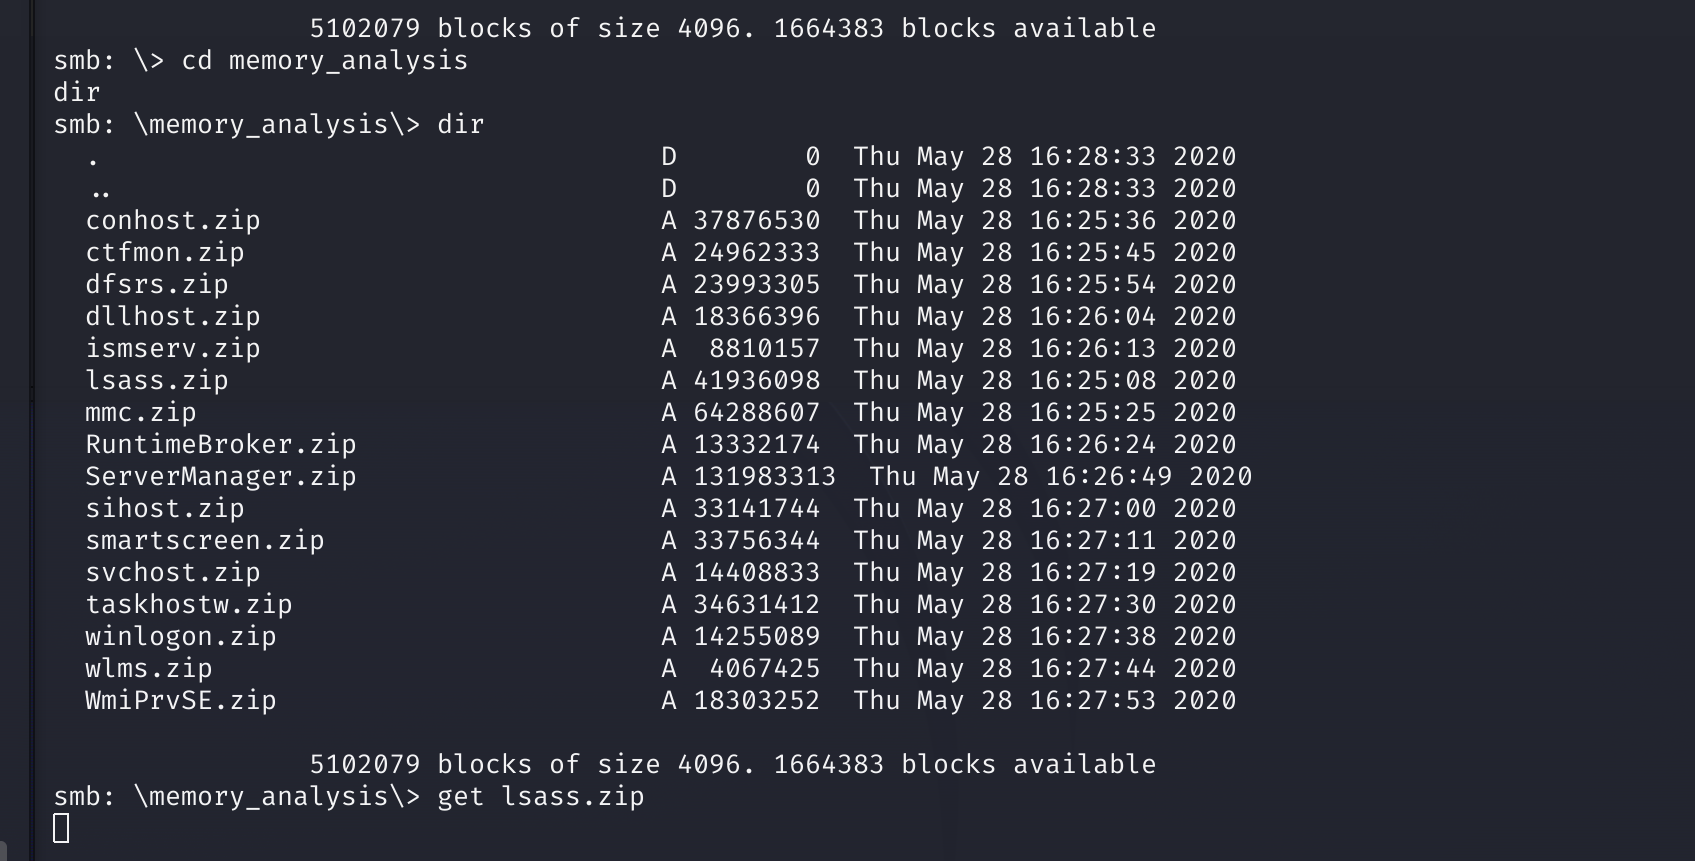 5102079 blocks of size 4096. 1664383 blocks available
smb: \> cd memory_analysis
dir
smb: \memory_analysis\> dir
. D 0 Thu May 28 16:28:33 2020
.. D 0 Thu May 28 16:28:33 2020
conhost.zip A 37876530 Thu May 28 16:25:36 2020
ctfmon.zip A 24962333 Thu May 28 16:25:45 2020
dfsrs.zip A 23993305 Thu May 28 16:25:54 2020
dllhost.zip A 18366396 Thu May 28 16:26:04 2020
ismserv.zip A 8810157 Thu May 28 16:26:13 2020
lsass.zip A 41936098 Thu May 28 16:25:08 2020
mmc.zip A 64288607 Thu May 28 16:25:25 2020
RuntimeBroker.zip A 13332174 Thu May 28 16:26:24 2020
ServerManager.zip A 131983313 Thu May 28 16:26:49 2020
sihost.zip A 33141744 Thu May 28 16:27:00 2020
smartscreen.zip A 33756344 Thu May 28 16:27:11 2020
svchost.zip A 14408833 Thu May 28 16:27:19 2020
taskhostw.zip A 34631412 Thu May 28 16:27:30 2020
winlogon.zip A 14255089 Thu May 28 16:27:38 2020
wlms.zip A 4067425 Thu May 28 16:27:44 2020
WmiPrvSE.zip A 18303252 Thu May 28 16:27:53 2020
5102079 blocks of size 4096. 1664383 blocks available
smb: \memory_analysis\> get lsass.zip